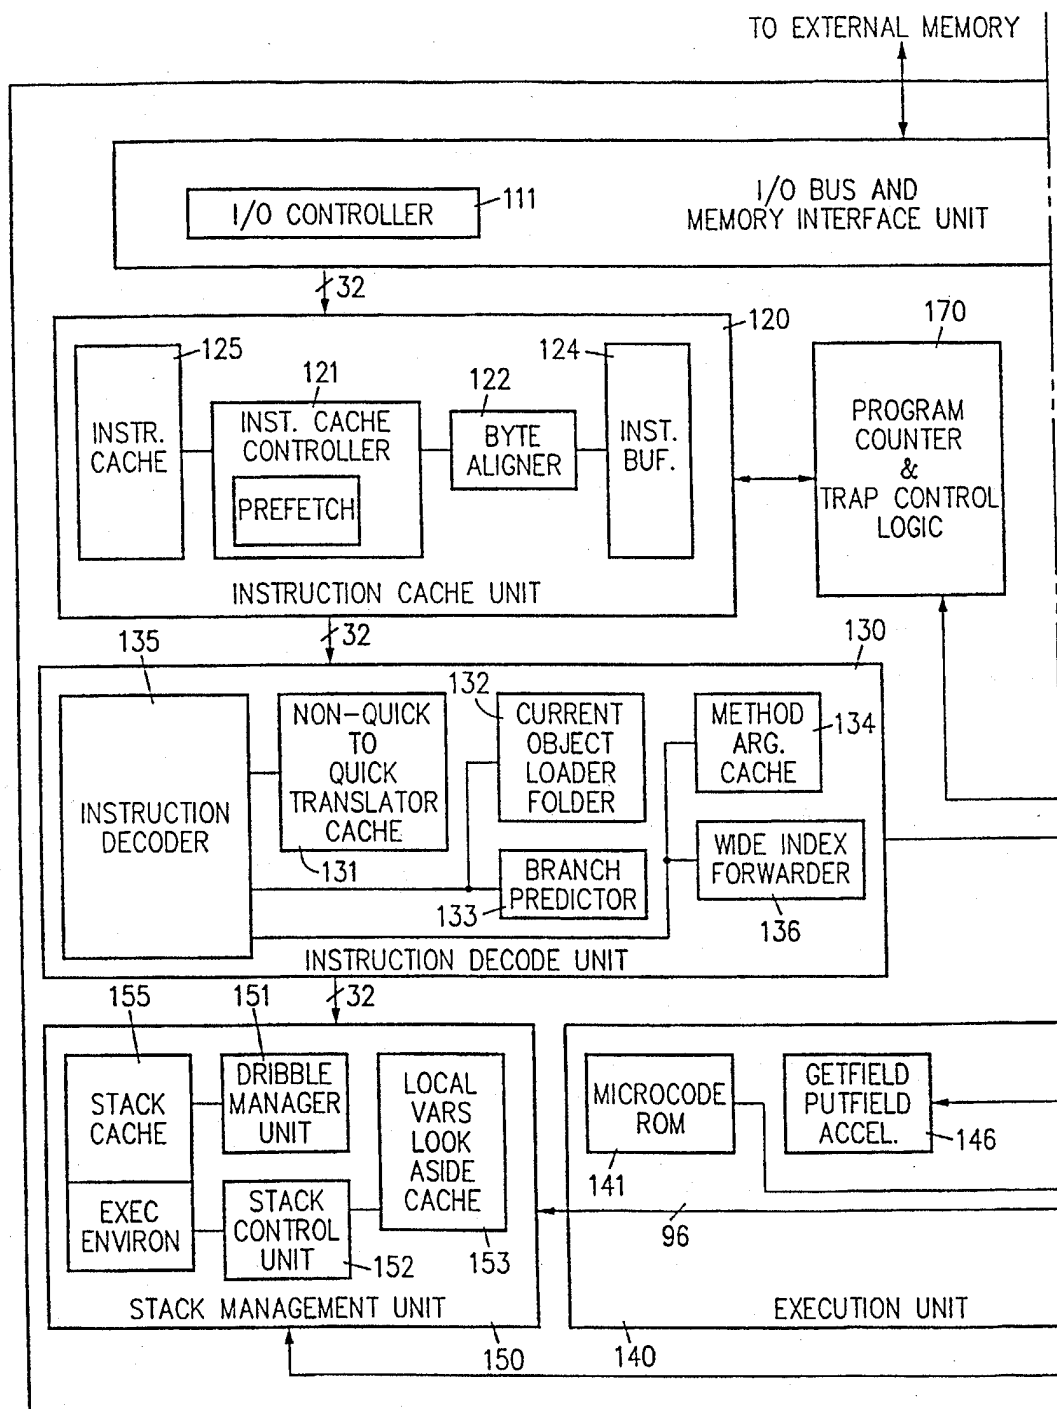 TO EXTERNAL MEMORY
I/O CONTROLLER
111
I/O BUS AND
MEMORY INTERFACE UNIT
32
120
170
125
INSTR.
CACHE
121
INST. CACHE
CONTROLLER
PREFETCH
122
BYTE
ALIGNER
124
INST.
BUF.
INSTRUCTION CACHE UNIT
PROGRAM
COUNTER
&
TRAP CONTROL
LOGIC
32
135
130
INSTRUCTION
DECODER
NON-QUICK
TO
QUICK
TRANSLATOR
CACHE
131
132
CURRENT
OBJECT
LOADER
FOLDER
METHOD
ARG.
CACHE
134
BRANCH
PREDICTOR
133
WIDE INDEX
FORWARDER
136
INSTRUCTION DECODE UNIT
32
155
STACK
CACHE
EXEC
ENVIRON
151
DRIBBLE
MANAGER
UNIT
STACK
CONTROL
UNIT
152
LOCAL
VARS
LOOK
ASIDE
CACHE
153
STACK MANAGEMENT UNIT
150
MICROCODE
ROM
141
GETFIELD
PUTFIELD
ACCEL.
146
96
EXECUTION UNIT
140